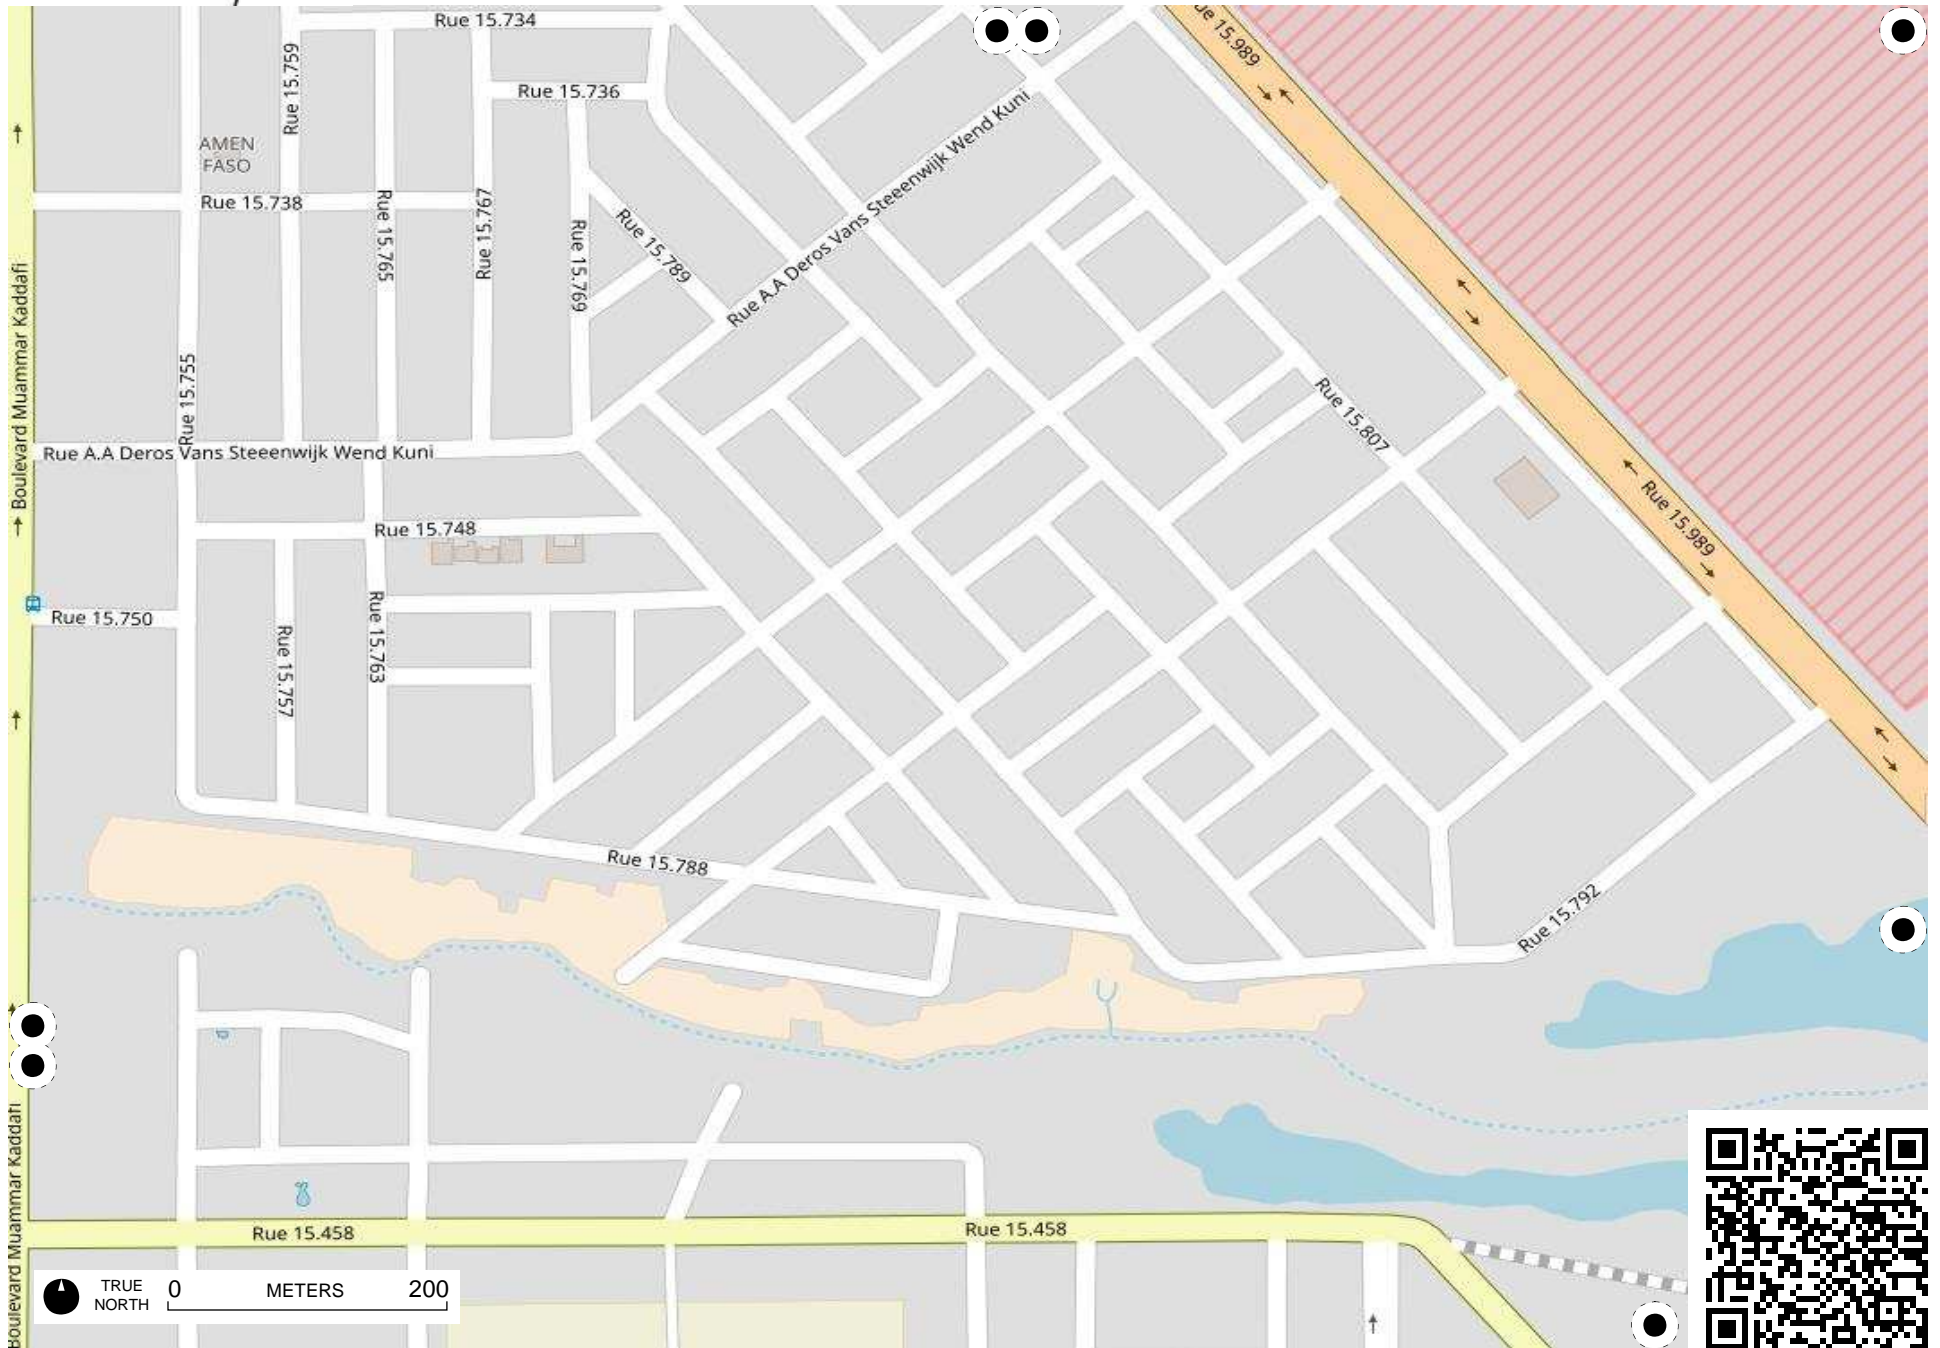 Rue 15.734
Rue 15.989
Rue 15.759
Rue 15.736
AMEN
FASO
Rue 15.738
Rue 15.765
Rue 15.767
Rue 15.769
Rue 15.789
Rue A.A Deros Vans Steeenwijk Wend Kuni
Boulevard Muammar Kaddafi
Rue 15.755
Rue 15.807
Rue A.A Deros Vans Steeenwijk Wend Kuni
Rue 15.748
Rue 15.989
Rue 15.750
Rue 15.757
Rue 15.763
Rue 15.788
Rue 15.792
Boulevard Muammar Kaddafi
Rue 15.458
Rue 15.458
TRUE
NORTH
0 METERS 200